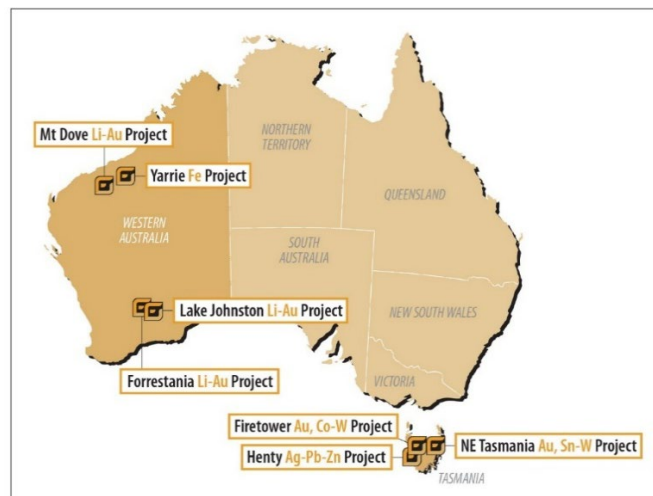 Mt Dove Li-Au Project
NORTHERN
TERRITORY
Yarrie Fe Project
QUEENSLAND
WESTERN
AUSTRALIA
SOUTH
AUSTRALIA
Lake Johnston Li-Au Project
NEW SOUTH WALES
Forrestania Li-Au Project
VICTORIA
Firetower Au, Co-W Project
NE Tasmania Au, Sn-W Project
Henty Ag-Pb-Zn Project
TASMANIA